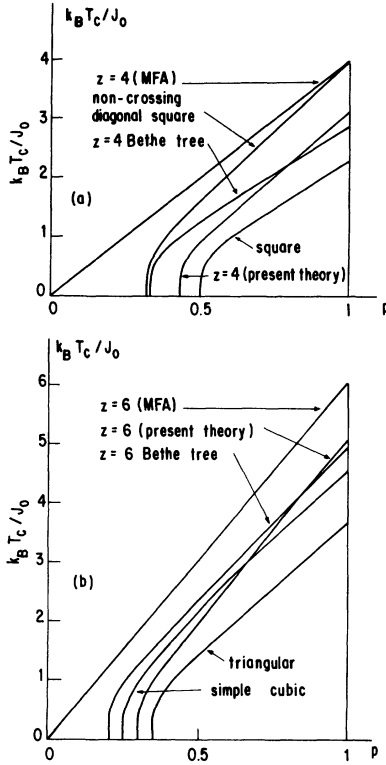 k_B T_C / J_0
k_B T_C / J_0
4
3
2
1
0
z = 4 (MFA)
non-crossing
diagonal square
z = 4 Bethe tree
(a)
square
z = 4 (present theory)
0
0.5
1
p
k_B T_C / J_0
k_B T_C / J_0
6
5
4
3
2
1
0
z = 6 (MFA)
z = 6 (present theory)
z = 6 Bethe tree
(b)
triangular
simple cubic
0
0.5
1
p